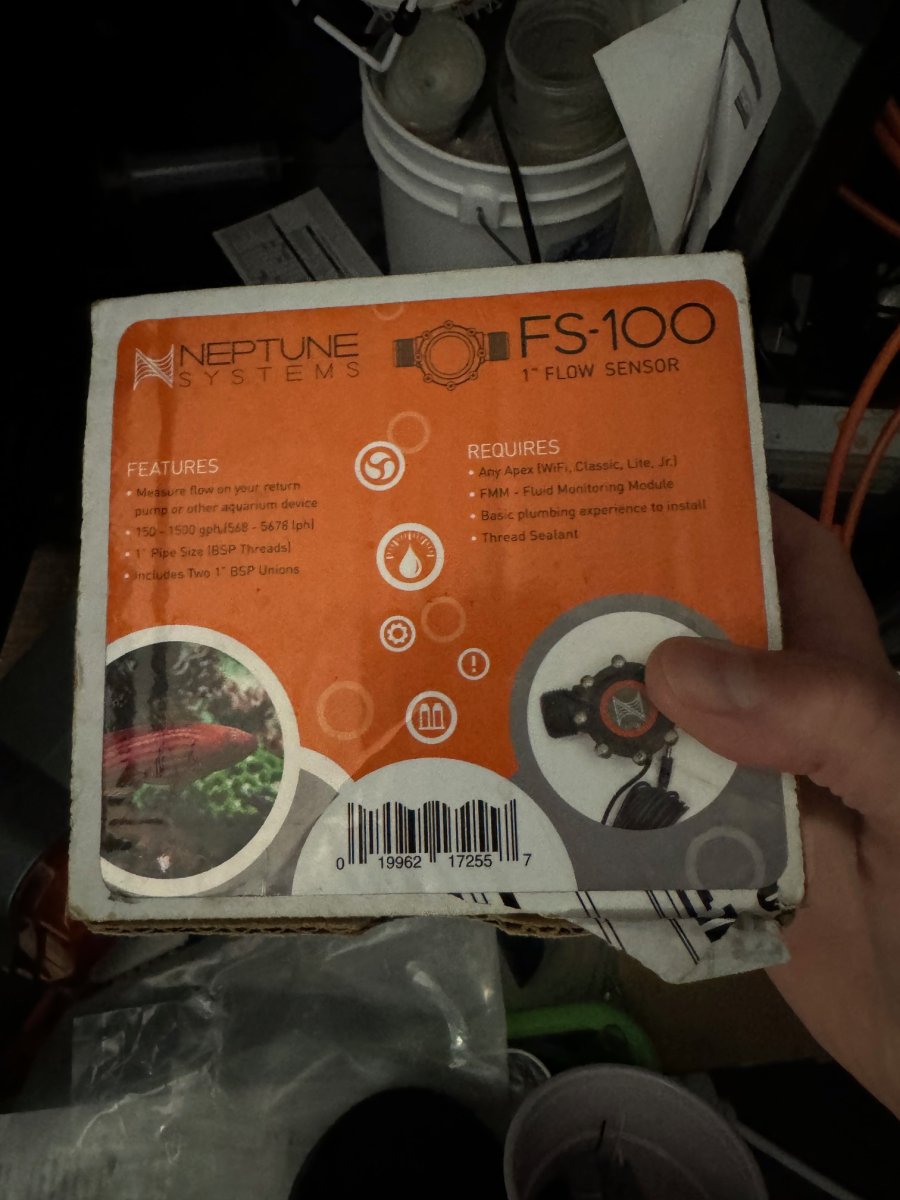 NEPTUNE
SYSTEMS
FS-100
1" FLOW SENSOR
FEATURES
• Measure flow on your return
pump or other aquarium device
• 150 - 1500 gph (568 - 5678 lph)
• 1" Pipe Size (BSP Threads)
• Includes Two 1" BSP Unions
REQUIRES
• Any Apex (WiFi, Classic, Lite, Jr.)
• FMM - Fluid Monitoring Module
• Basic plumbing experience to install
• Thread Sealant
0 19962 17255 7